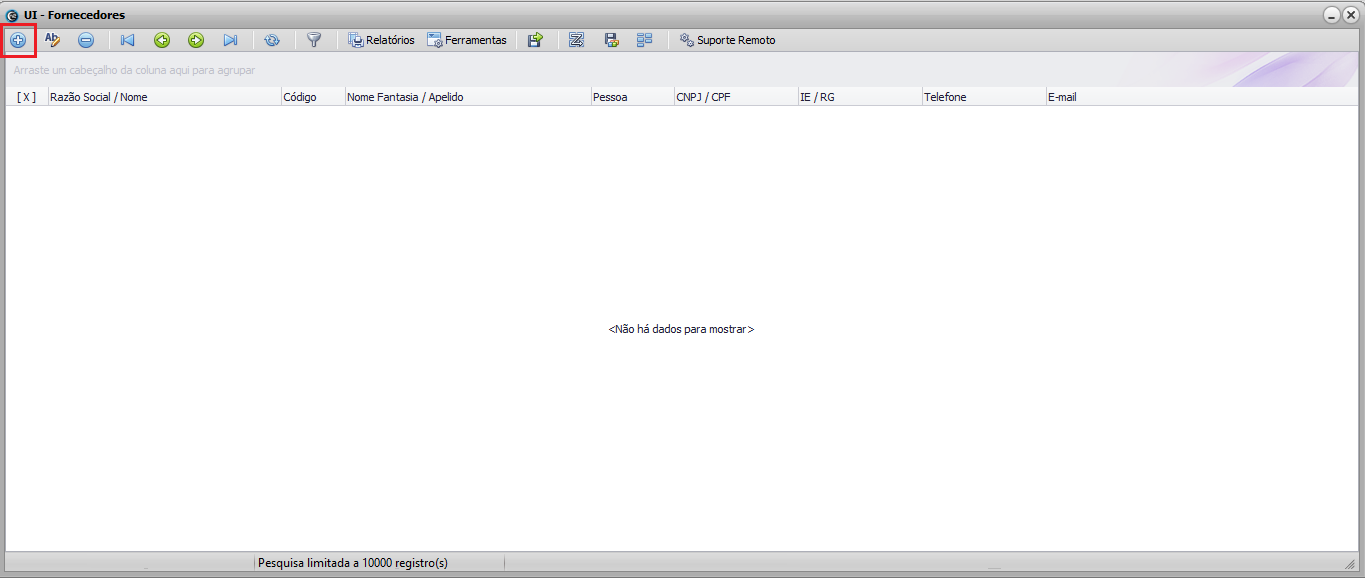 UI - Fornecedores
Ab Relatórios Ferramentas Suporte Remoto
Arraste um cabeçalho da coluna aqui para agrupar
[ X ] Razão Social / Nome Código Nome Fantasia / Apelido Pessoa CNPJ / CPF IE / RG Telefone E-mail
<Não há dados para mostrar>
Pesquisa limitada a 10000 registro(s)